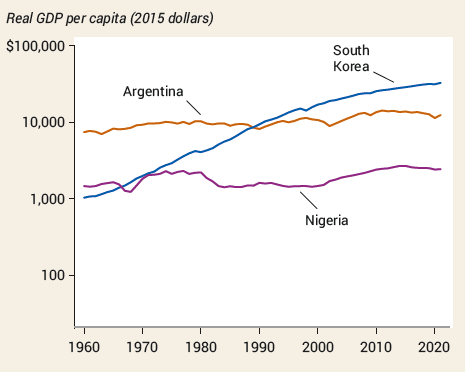 Real GDP per capita (2015 dollars)
$100,000
South
Korea
Argentina
10,000
1,000
Nigeria
100
1960 1970 1980 1990 2000 2010 2020